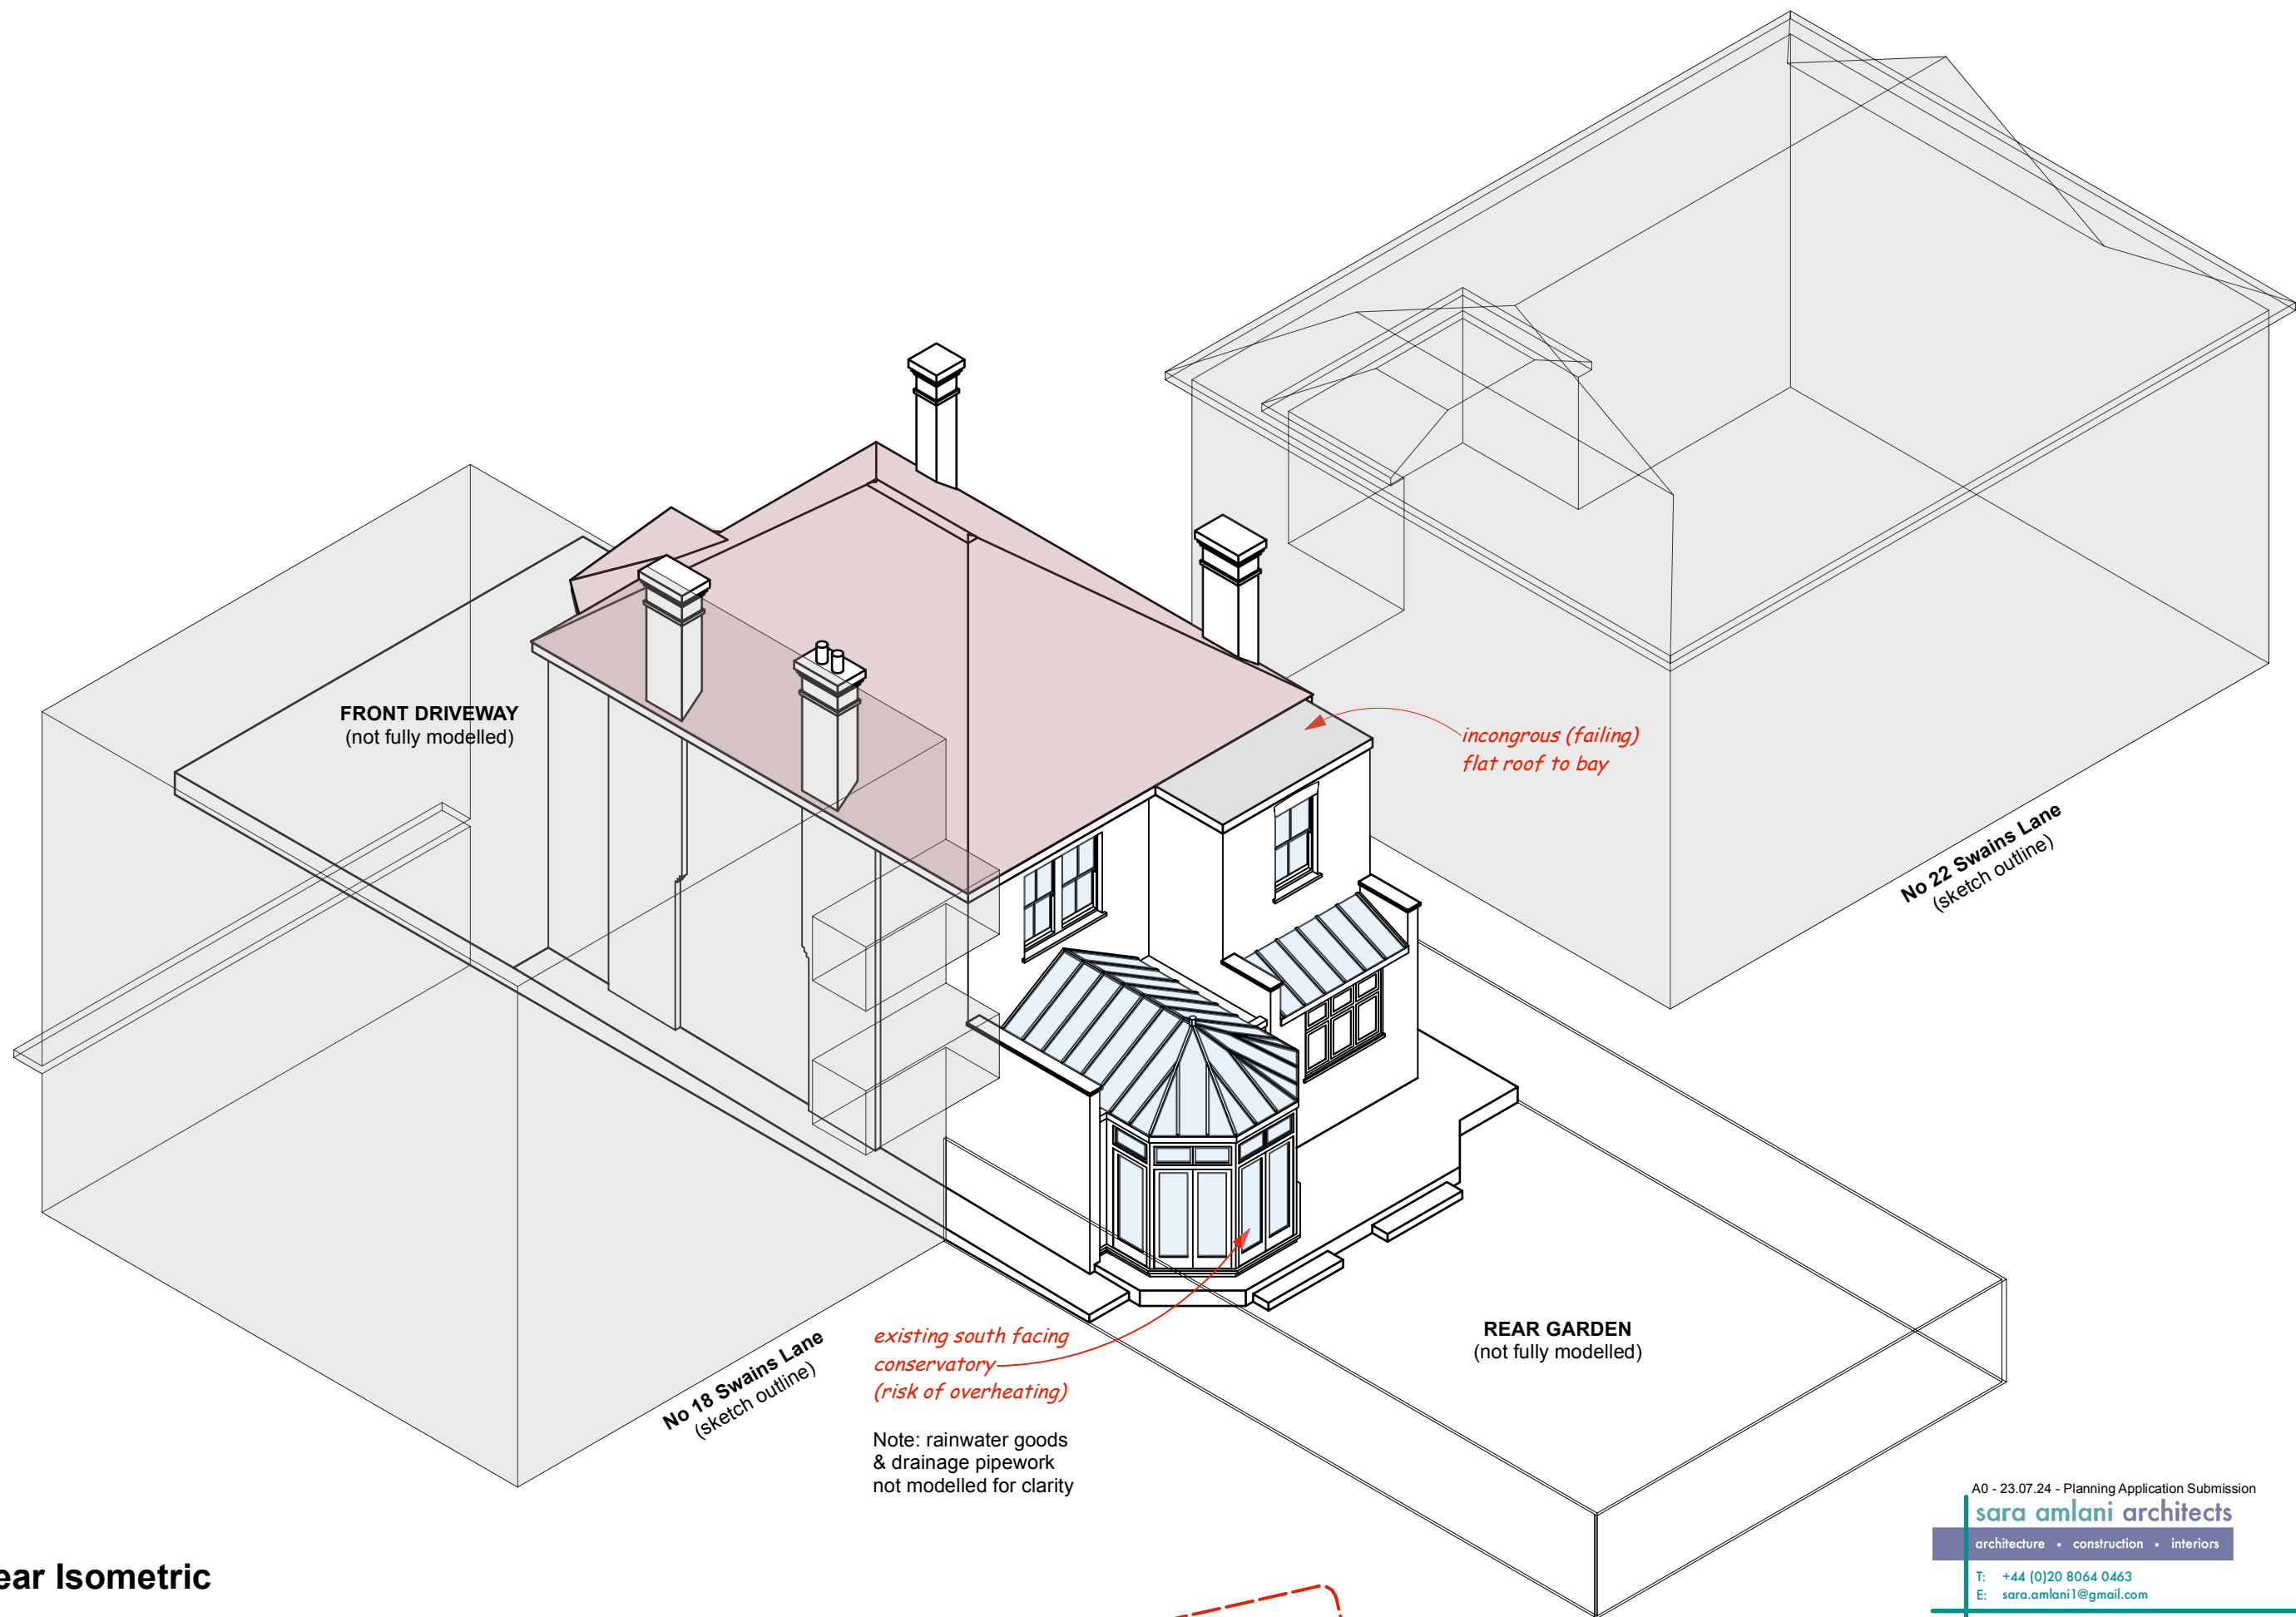 FRONT DRIVEWAY
(not fully modelled)
incongrous (failing)
flat roof to bay
No 22 Swains Lane
(sketch outline)
No 18 Swains Lane
(sketch outline)
existing south facing
conservatory
(risk of overheating)
Note: rainwater goods
& drainage pipework
not modelled for clarity
REAR GARDEN
(not fully modelled)
ear Isometric
A0 - 23.07.24 - Planning Application Submission
sara amlani architects
architecture • construction • interiors
T: +44 (0)20 8064 0463
E: sara.amlani1@gmail.com